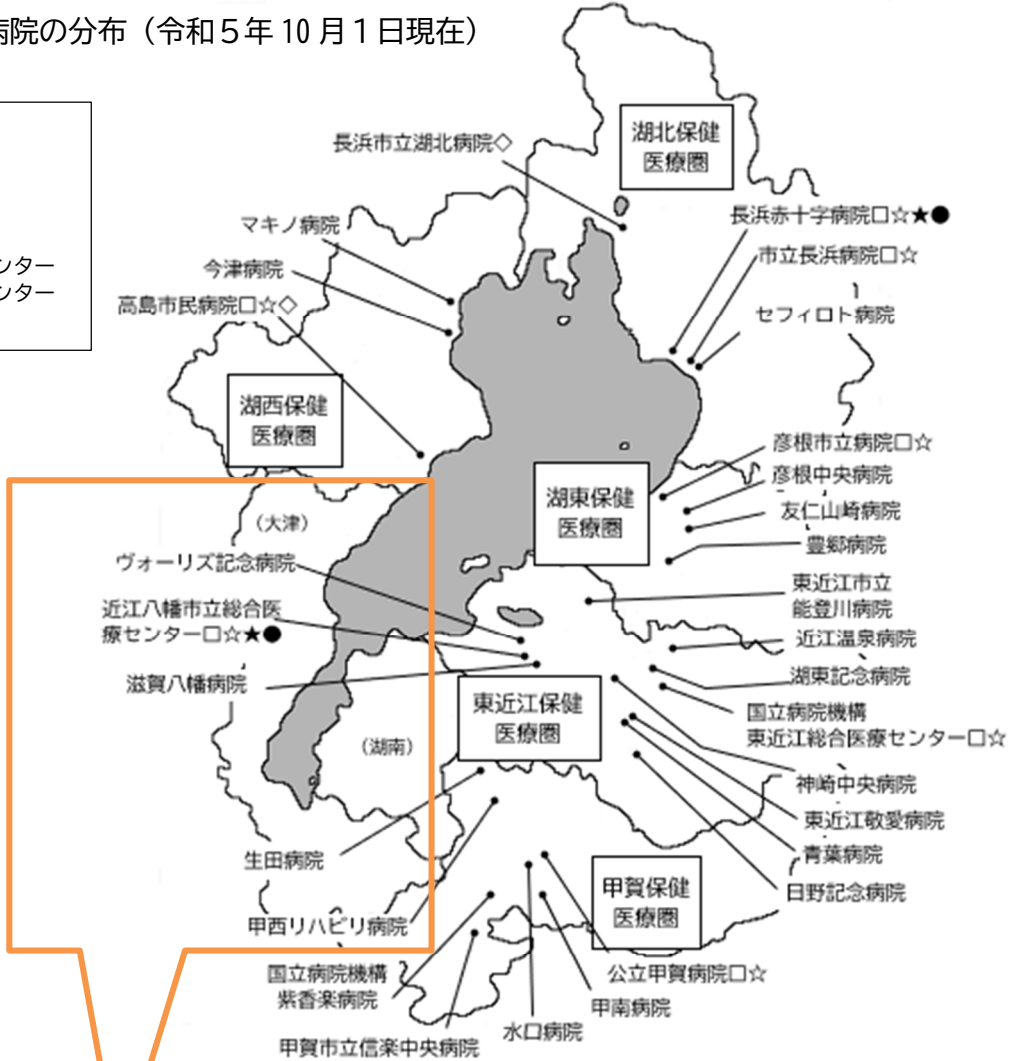 病院の分布（令和５年 10 月１日現在）
ンター
ンター
湖北保健
医療圏
長浜市立湖北病院◇
長浜赤十字病院□☆★●
マキノ病院
市立長浜病院□☆
今津病院
高島市民病院□☆◇
セフィロト病院
湖西保健
医療圏
彦根市立病院□☆
彦根中央病院
湖東保健
医療圏
友仁山崎病院
（大津）
豊郷病院
ヴォーリズ記念病院
東近江市立
能登川病院
近江八幡市立総合医
療センター□☆★●
近江温泉病院
湖東記念病院
滋賀八幡病院
東近江保健
医療圏
国立病院機構
東近江総合医療センター□☆
（湖南）
神崎中央病院
東近江敬愛病院
生田病院
青葉病院
甲賀保健
医療圏
日野記念病院
甲西リハビリ病院
国立病院機構
紫香楽病院
公立甲賀病院□☆
甲南病院
水口病院
甲賀市立信楽中央病院